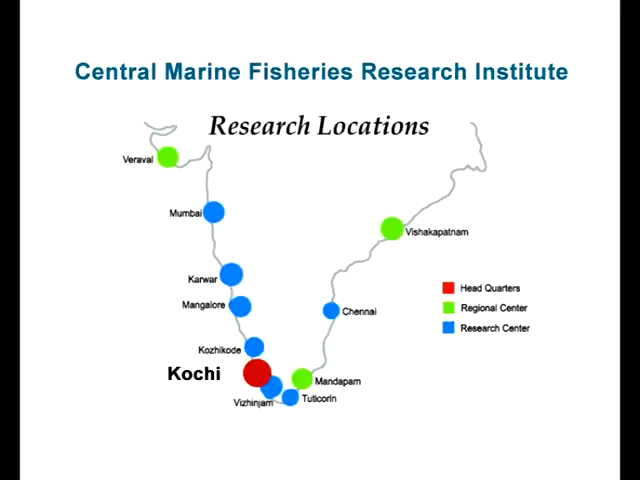 Central Marine Fisheries Research Institute
Research Locations
Veraval
Mumbai
Vishakapatnam
Karwar
Head Quarters
Mangalore
Regional Center
Chennai
Research Center
Kozhikode
Kochi
Mandapam
Vizhinjam
Tuticorin